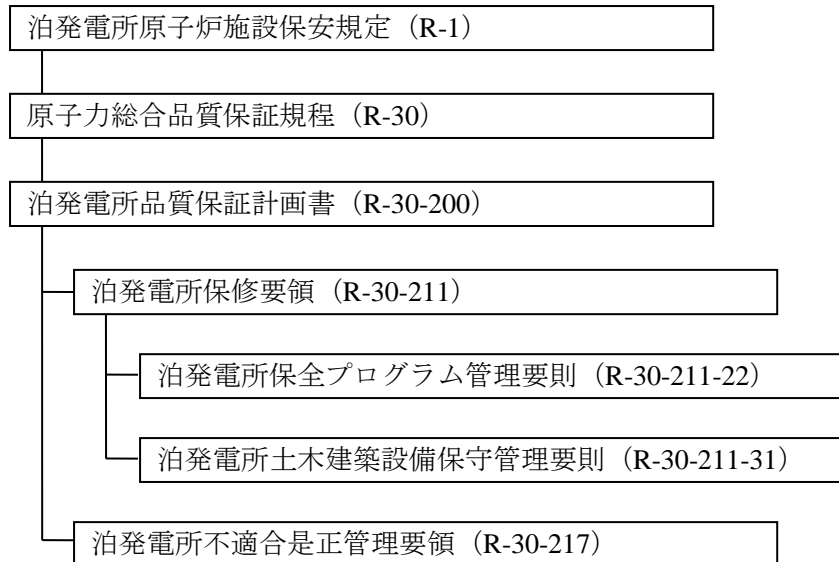 泊発電所原子炉施設保安規定（R-1）
原子力総合品質保証規程（R-30）
泊発電所品質保証計画書（R-30-200）
泊発電所保修要領（R-30-211）
泊発電所保全プログラム管理要則（R-30-211-22）
泊発電所土木建築設備保守管理要則（R-30-211-31）
泊発電所不適合是正管理要領（R-30-217）